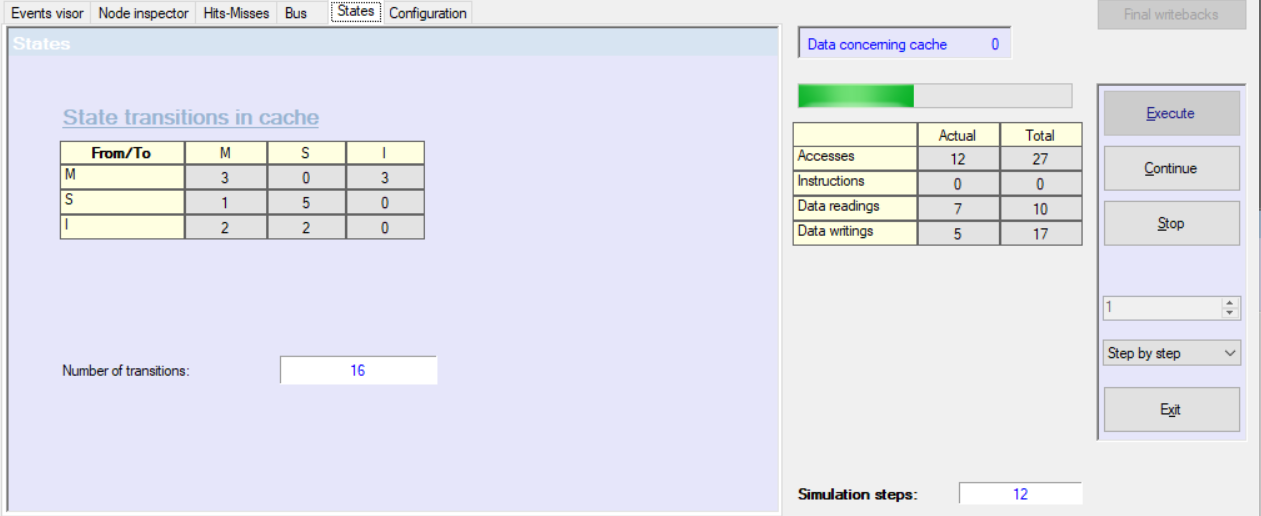 Events visor Node inspector Hits-Misses Bus States Configuration
States
State transitions in cache
From/To M S I
M 3 0 3
S 1 5 0
I 2 2 0
Number of transitions: 16
Data concerning cache 0
Actual Total
Accesses 12 27
Instructions 0 0
Data readings 7 10
Data writings 5 17
Simulation steps: 12
Final writebacks
Execute
Continue
Stop
1
Step by step
Exit